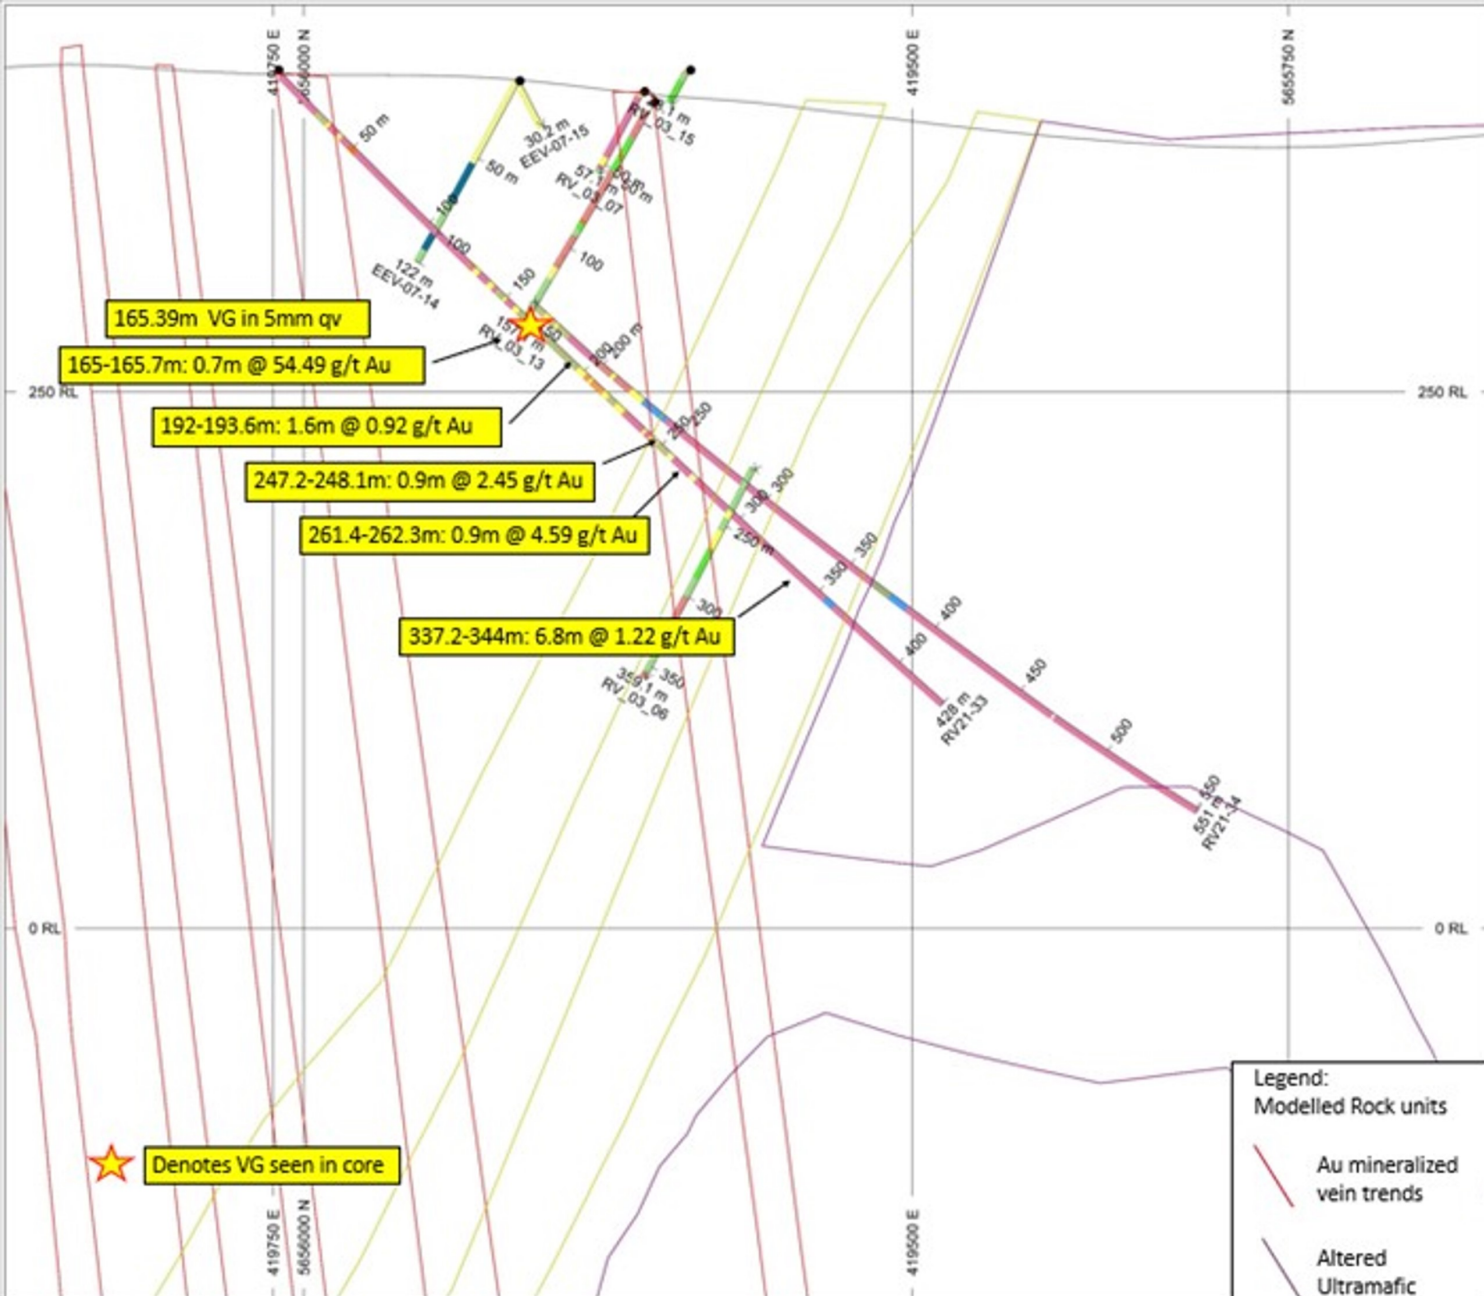 419750 E
5656000 N
419500 E
5655750 N
50 m
30.2 m
EEV-07-15
RV_03_15
50 m
57.1 m
RV_03_07
100
100
122 m
EEV-07-14
100
150
165.39m  VG in 5mm qv
RV_03_13
200 m
165-165.7m: 0.7m @ 54.49 g/t Au
250 RL
250 RL
192-193.6m: 1.6m @ 0.92 g/t Au
250
250
247.2-248.1m: 0.9m @ 2.45 g/t Au
300
300
261.4-262.3m: 0.9m @ 4.59 g/t Au
250 m
350
350
300
400
337.2-344m: 6.8m @ 1.22 g/t Au
400
350
359.1 m
RV_03_06
450
428 m
RV21-33
500
550
551 m
RV21-34
0 RL
0 RL
Denotes VG seen in core
419750 E
5656000 N
419500 E
Legend:
Modelled Rock units
Au mineralized
vein trends
Altered
Ultramafic